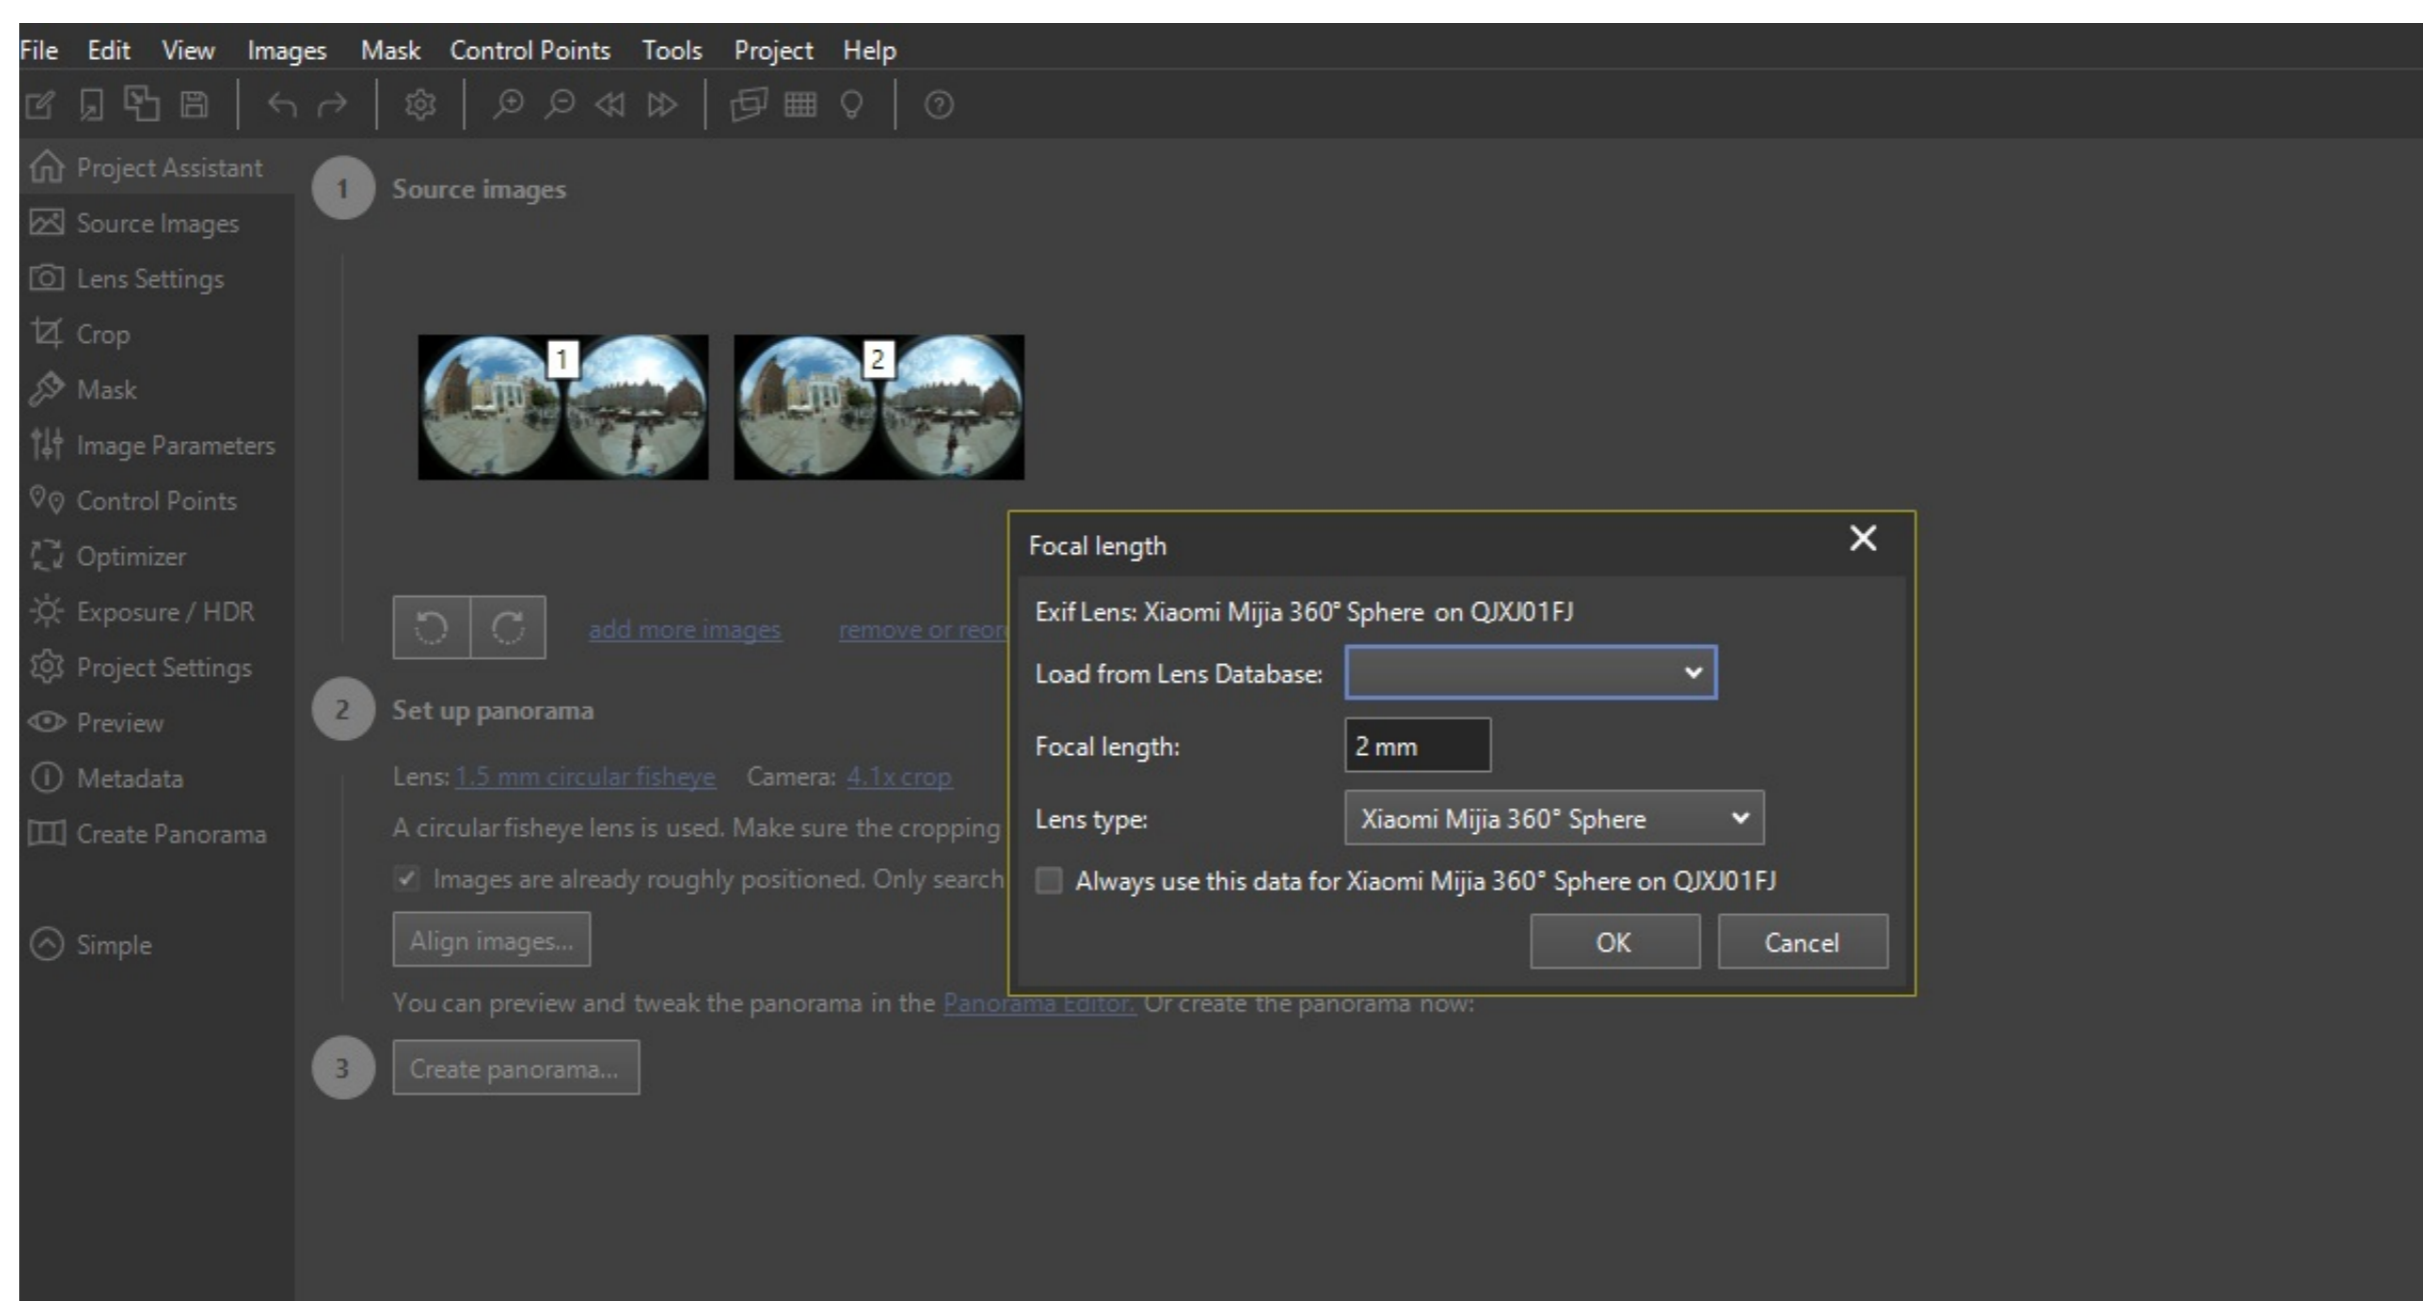 File Edit View Images Mask Control Points Tools Project Help
Project Assistant
Source Images
Lens Settings
Crop
Mask
Image Parameters
Control Points
Optimizer
Exposure / HDR
Project Settings
Preview
Metadata
Create Panorama
Simple
1 Source images
1 2
add more images remove or reor
2 Set up panorama
Lens: 1.5 mm circular fisheye Camera: 4.1x crop
A circular fisheye lens is used. Make sure the cropping
Images are already roughly positioned. Only search
Align images...
You can preview and tweak the panorama in the Panorama Editor. Or create the panorama now:
3 Create panorama...
Focal length
Exif Lens: Xiaomi Mijia 360° Sphere on QJXJ01FJ
Load from Lens Database:
Focal length: 2 mm
Lens type: Xiaomi Mijia 360° Sphere
Always use this data for Xiaomi Mijia 360° Sphere on QJXJ01FJ
OK Cancel